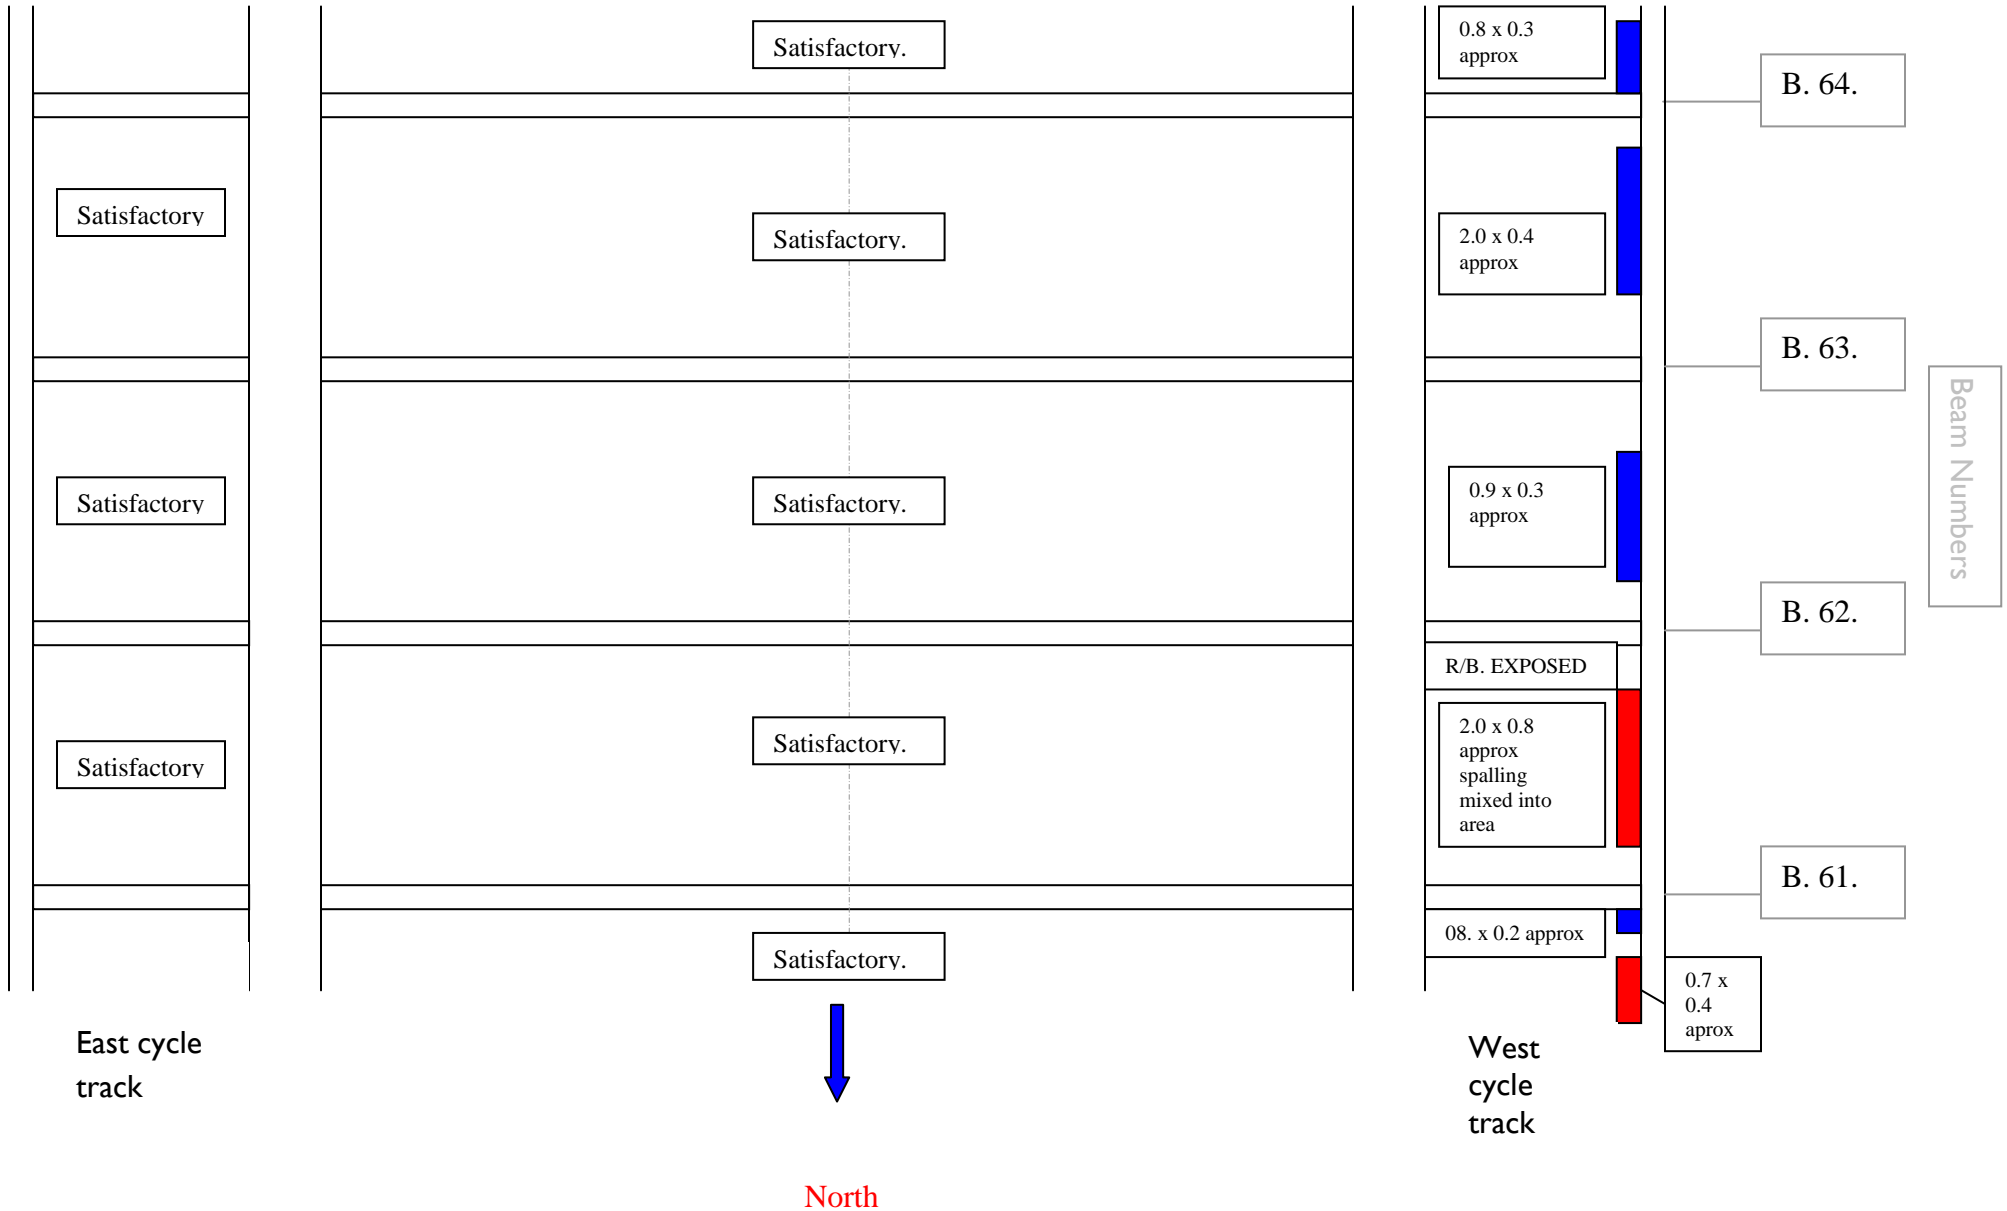 Satisfactory.
0.8 x 0.3
approx
B. 64.
Satisfactory
Satisfactory.
2.0 x 0.4
approx
B. 63.
Beam Numbers
Satisfactory
Satisfactory.
0.9 x 0.3
approx
B. 62.
R/B. EXPOSED
Satisfactory
Satisfactory.
2.0 x 0.8
approx
spalling
mixed into
area
B. 61.
08. x 0.2 approx
Satisfactory.
0.7 x
0.4
aprox
East cycle
track
West
cycle
track
North